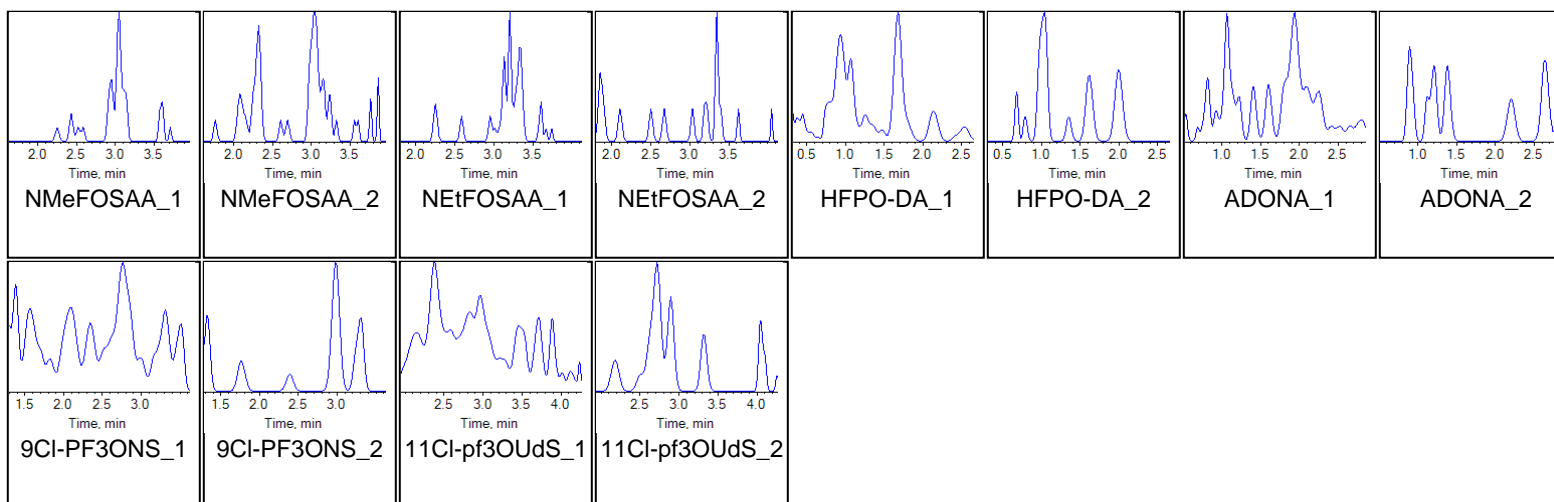 2.0 2.5 3.0 3.5
Time, min
NMeFOSAA_1
2.0 2.5 3.0 3.5
Time, min
NMeFOSAA_2
2.0 2.5 3.0 3.5
Time, min
NEtFOSAA_1
2.0 2.5 3.0 3.5
Time, min
NEtFOSAA_2
0.5 1.0 1.5 2.0 2.5
Time, min
HFPO-DA_1
0.5 1.0 1.5 2.0 2.5
Time, min
HFPO-DA_2
1.0 1.5 2.0 2.5
Time, min
ADONA_1
1.0 1.5 2.0 2.5
Time, min
ADONA_2
1.5 2.0 2.5 3.0
Time, min
9Cl-PF3ONS_1
1.5 2.0 2.5 3.0
Time, min
9Cl-PF3ONS_2
2.5 3.0 3.5 4.0
Time, min
11Cl-pf3OUdS_1
2.5 3.0 3.5 4.0
Time, min
11Cl-pf3OUdS_2